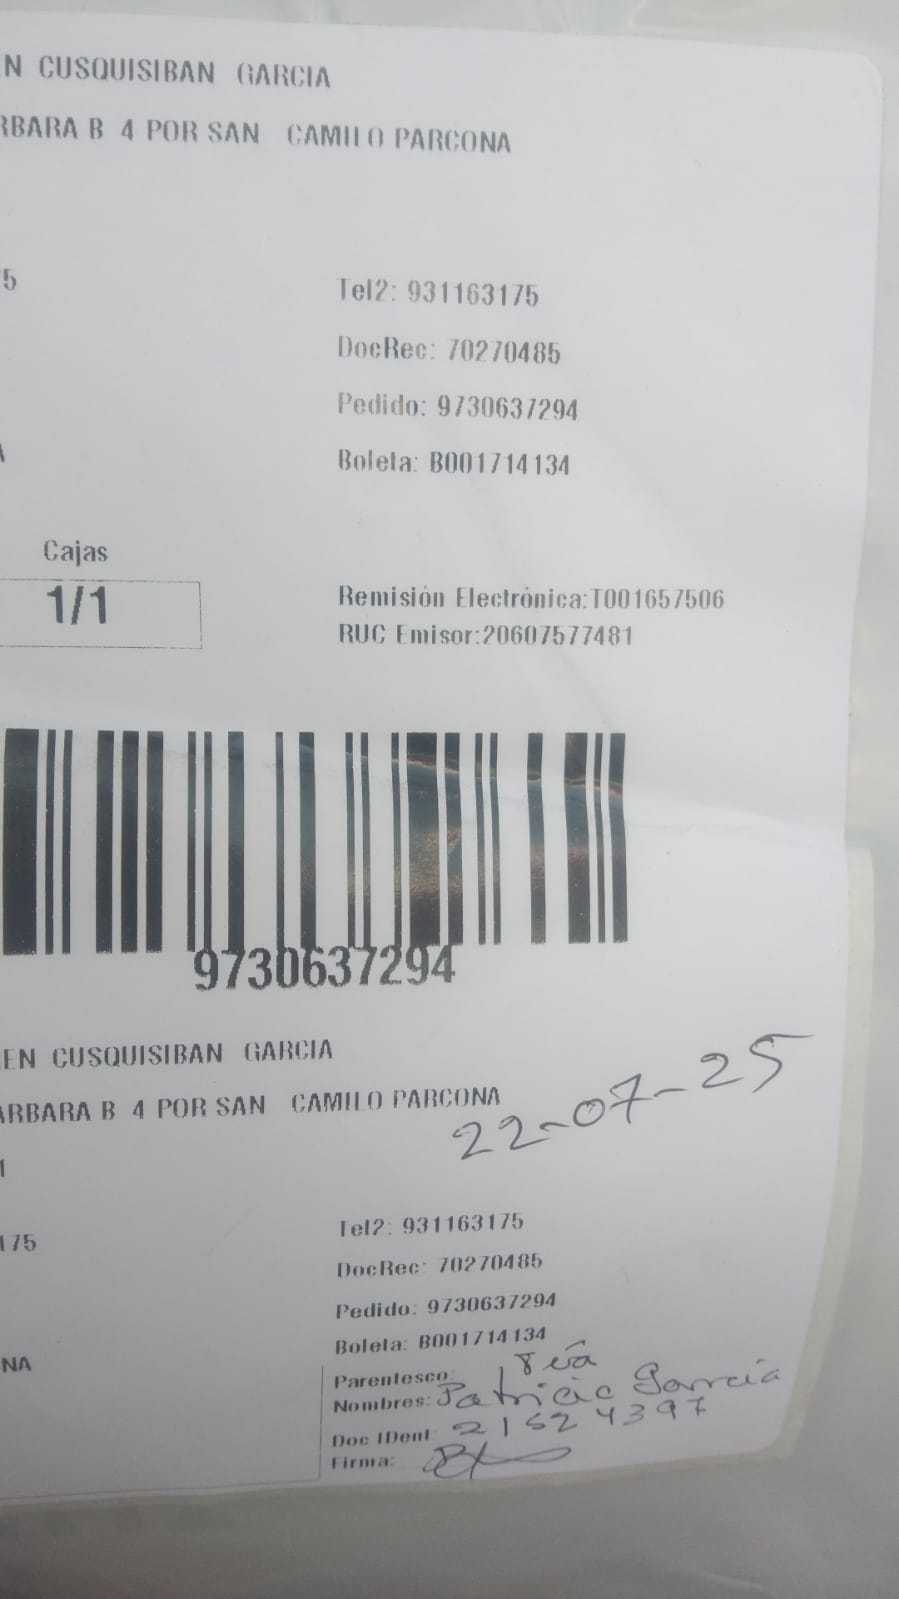 EN CUSQUISIBAN GARCIA
RBARA B 4 POR SAN CAMILO PARCONA
5
Tel2: 931163175
DocRec: 70270485
Pedido: 9730637294
A
Boleta: B001714134
Cajas
1/1
Remisión Electrónica:T001657506
RUC Emisor:20607577481
9730637294
EN CUSQUISIBAN GARCIA
ARBARA B 4 POR SAN CAMILO PARCONA
22-07-25
1
Tel2: 931163175
175
DocRec: 70270485
Pedido: 9730637294
Boleta: B001714134
NA
Parentesco:
Nombres: Patricia Garcia
Doc IDent: 21524397
Firma: